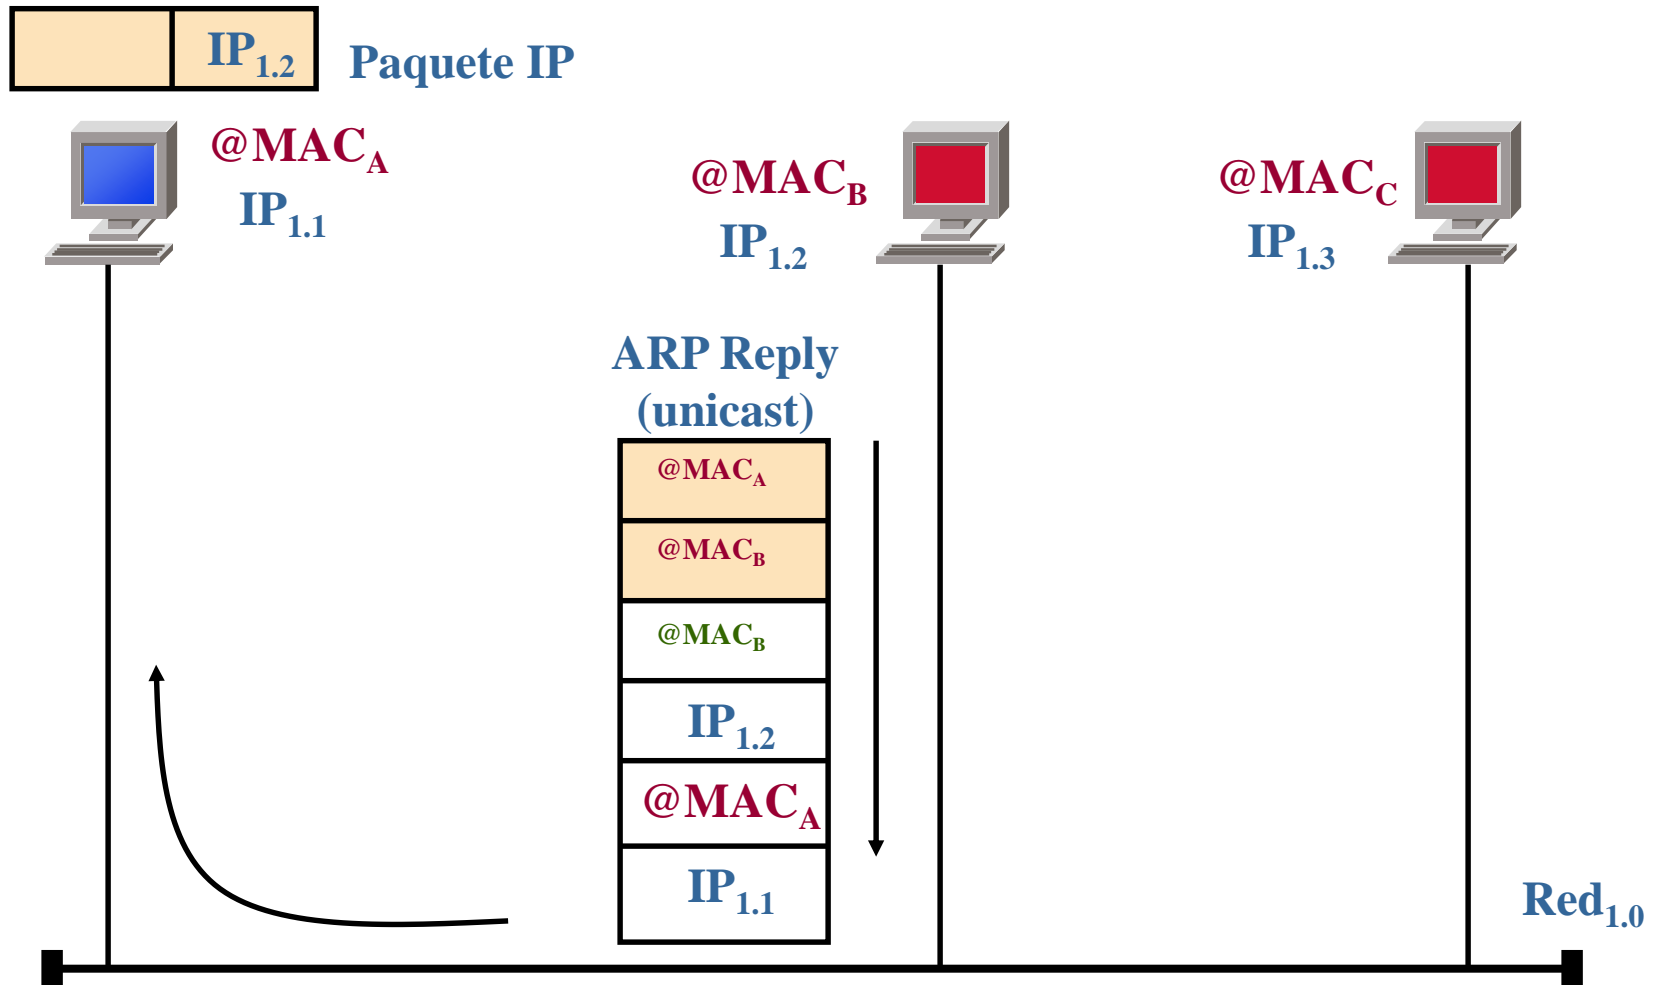 IP1.2
Paquete IP
@MACA
IP1.1
@MACB
IP1.2
@MACC
IP1.3
ARP Reply
(unicast)
@MACA
@MACB
@MACB
IP1.2
@MACA
IP1.1
Red1.0